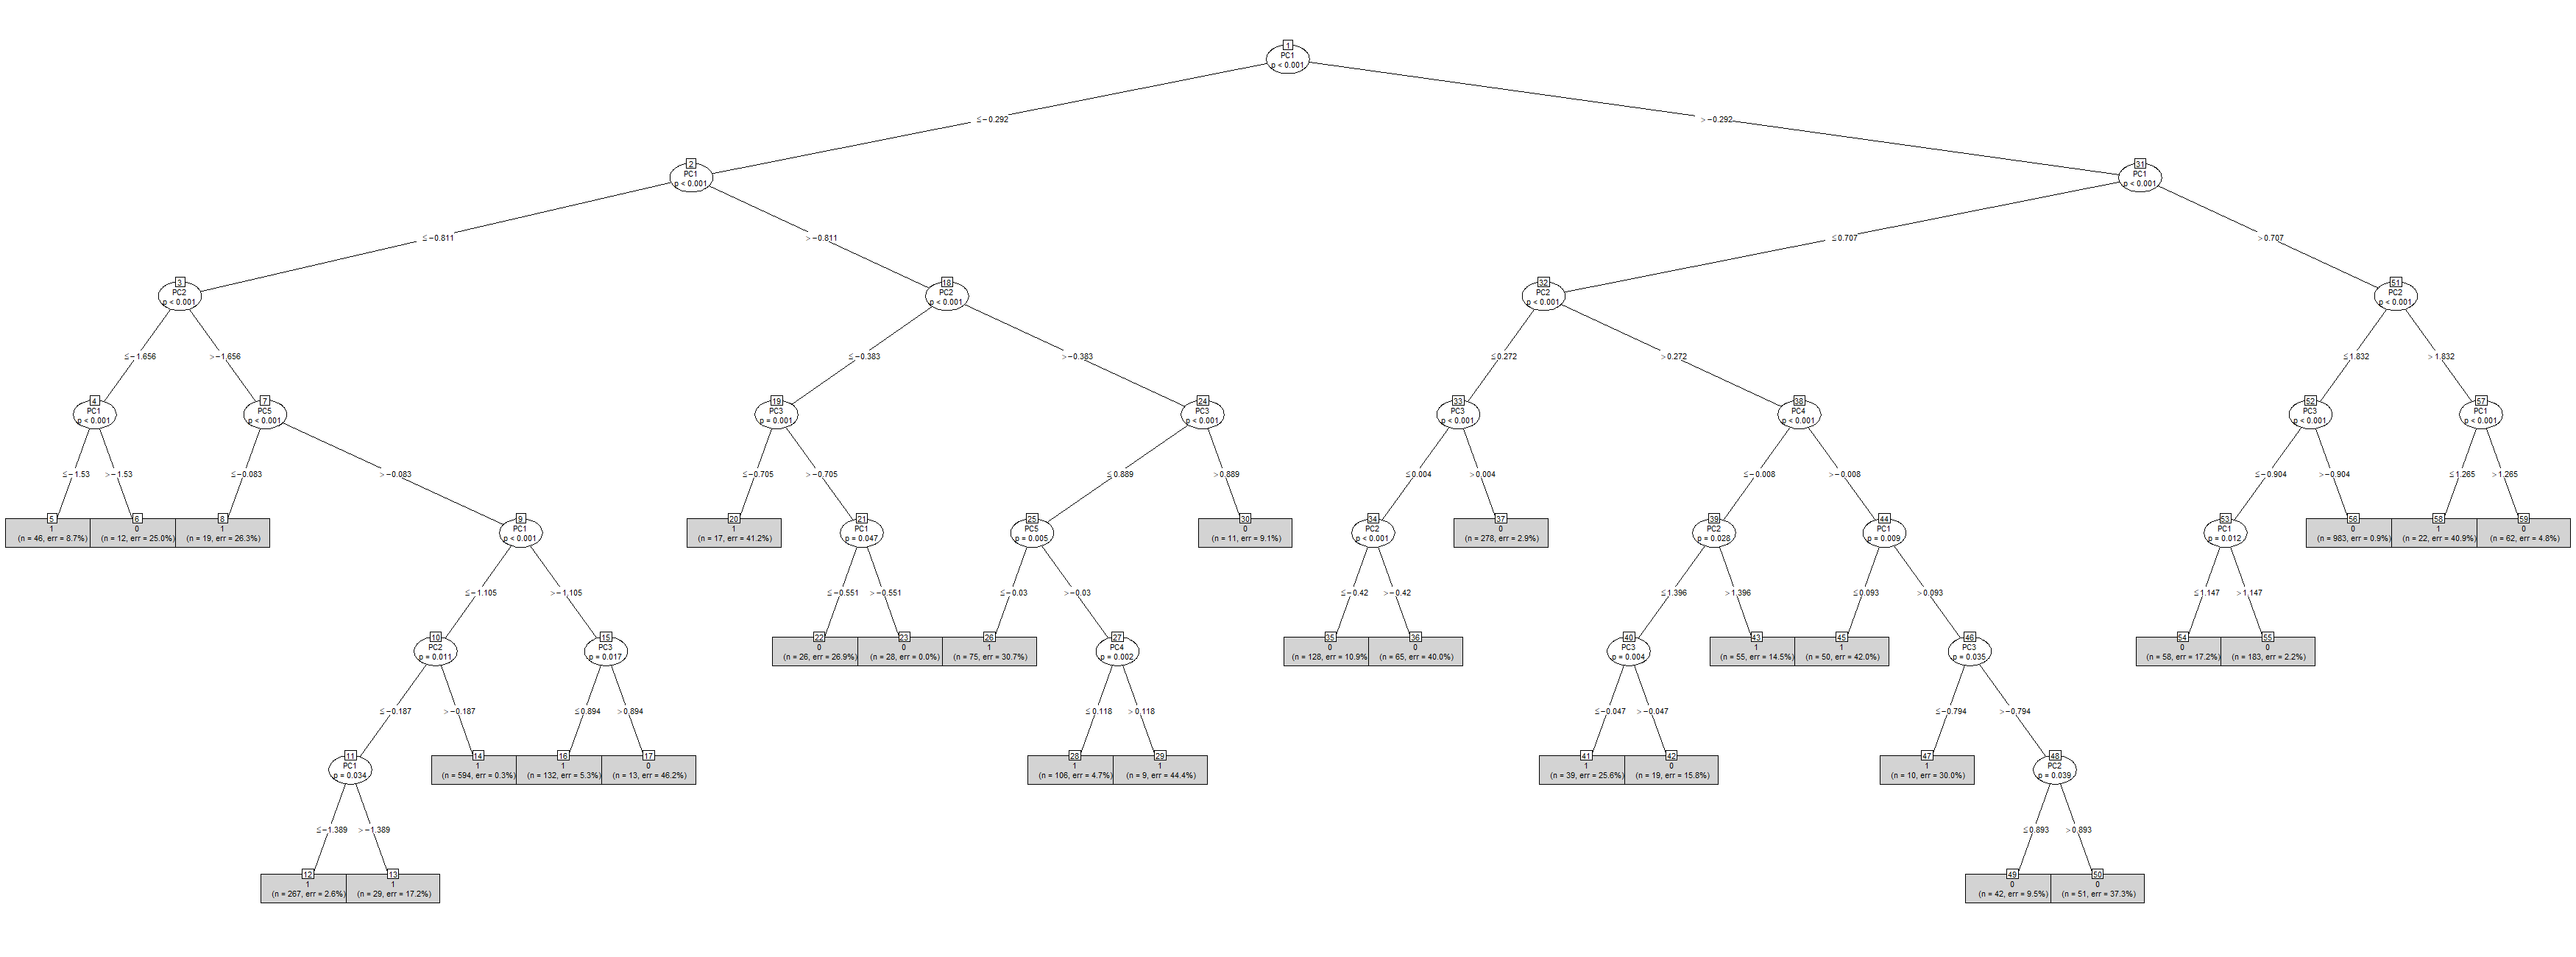 1
PC1
p < 0.001
≤−0.292
>−0.292
2
PC1
p < 0.001
31
PC1
p < 0.001
≤−0.811
>−0.811
≤0.707
>0.707
3
PC2
p < 0.001
18
PC2
p < 0.001
32
PC2
p < 0.001
51
PC2
p < 0.001
≤−1.656
>−1.656
≤−0.383
>−0.383
≤0.272
>0.272
≤1.832
>1.832
4
PC1
p < 0.001
7
PC5
p < 0.001
19
PC3
p = 0.001
24
PC3
p < 0.001
33
PC3
p < 0.001
38
PC4
p < 0.001
52
PC3
p < 0.001
57
PC1
p < 0.001
≤−1.53
>−1.53
≤−0.083
>−0.083
≤−0.705
>−0.705
≤0.889
>0.889
≤0.004
>0.004
≤−0.008
>−0.008
≤−0.904
>−0.904
≤1.265
>1.265
5
1
(n = 46, err = 8.7%)
6
0
(n = 12, err = 25.0%)
8
1
(n = 19, err = 26.3%)
9
PC1
p < 0.001
20
1
(n = 17, err = 41.2%)
21
PC1
p = 0.047
25
PC5
p = 0.005
30
0
(n = 11, err = 9.1%)
34
PC2
p < 0.001
37
0
(n = 278, err = 2.9%)
39
PC2
p = 0.028
44
PC1
p = 0.009
53
PC1
p = 0.012
56
0
(n = 983, err = 0.9%)
58
1
(n = 22, err = 40.9%)
59
0
(n = 62, err = 4.8%)
≤−1.105
>−1.105
≤−0.551
>−0.551
≤−0.03
>−0.03
≤−0.42
>−0.42
≤1.396
>1.396
≤0.093
>0.093
≤1.147
>1.147
10
PC2
p = 0.011
15
PC3
p = 0.017
22
0
(n = 26, err = 26.9%)
23
0
(n = 28, err = 0.0%)
26
1
(n = 75, err = 30.7%)
27
PC4
p = 0.002
35
0
(n = 128, err = 10.9%)
36
0
(n = 65, err = 40.0%)
40
PC3
p = 0.004
43
1
(n = 55, err = 14.5%)
45
1
(n = 50, err = 42.0%)
46
PC3
p = 0.035
54
0
(n = 58, err = 17.2%)
55
0
(n = 183, err = 2.2%)
≤−0.187
>−0.187
≤0.894
>0.894
≤0.118
>0.118
≤−0.047
>−0.047
≤−0.794
>−0.794
11
PC1
p = 0.034
14
1
(n = 594, err = 0.3%)
16
1
(n = 132, err = 5.3%)
17
0
(n = 13, err = 46.2%)
28
1
(n = 106, err = 4.7%)
29
1
(n = 9, err = 44.4%)
41
1
(n = 39, err = 25.6%)
42
0
(n = 19, err = 15.8%)
47
1
(n = 10, err = 30.0%)
48
PC2
p = 0.039
≤−1.389
>−1.389
≤0.893
>0.893
12
1
(n = 267, err = 2.6%)
13
1
(n = 29, err = 17.2%)
49
0
(n = 42, err = 9.5%)
50
0
(n = 51, err = 37.3%)